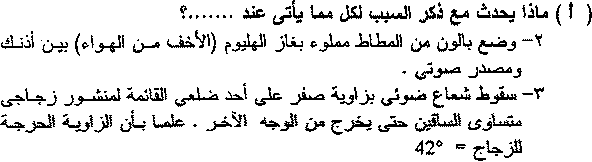 ( أ ) ماذا يحدث مع ذكر السبب لكل مما يأتى عند .......؟
٢- وضع بالون من المطاط مملوء بغاز الهليوم (الأخف من الهواء) بين أذنك
ومصدر صوتي .
٣- سقوط شعاع ضوئي بزاوية صفر على أحد ضلعي القائمة لمنشور زجاجى
متساوى الساقين حتى يخرج من الوجه الآخر . علما بأن الزاوية الحرجة
للزجاج = 42°